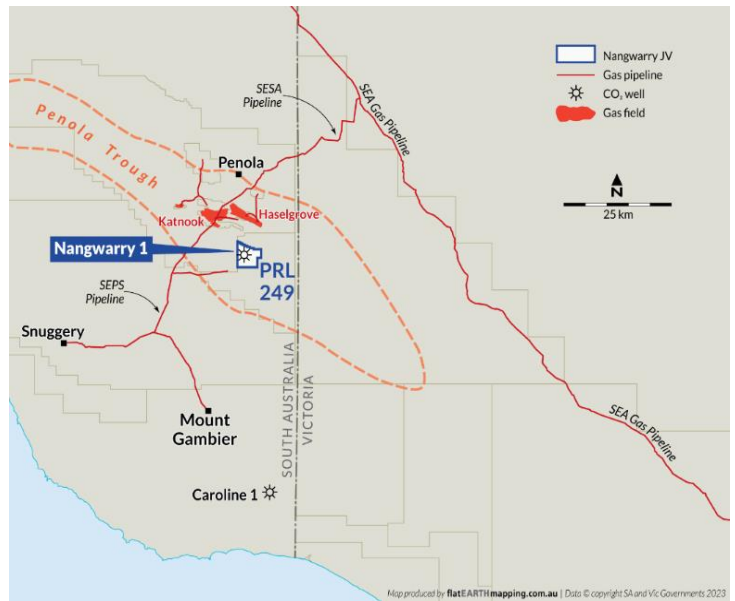 Nangwarry JV
Gas pipeline
CO₂ well
Gas field
N
25 km
SEA Gas Pipeline
SESA
Pipeline
Penola Trough
Penola
Katnook
Haselgrove
Nangwarry 1
PRL
249
SEPS
Pipeline
Snuggery
Mount
Gambier
SOUTH AUSTRALIA
VICTORIA
SEA Gas Pipeline
Caroline 1
Map produced by flatEARTHmapping.com.au | Data © copyright SA and Vic Governments 2023